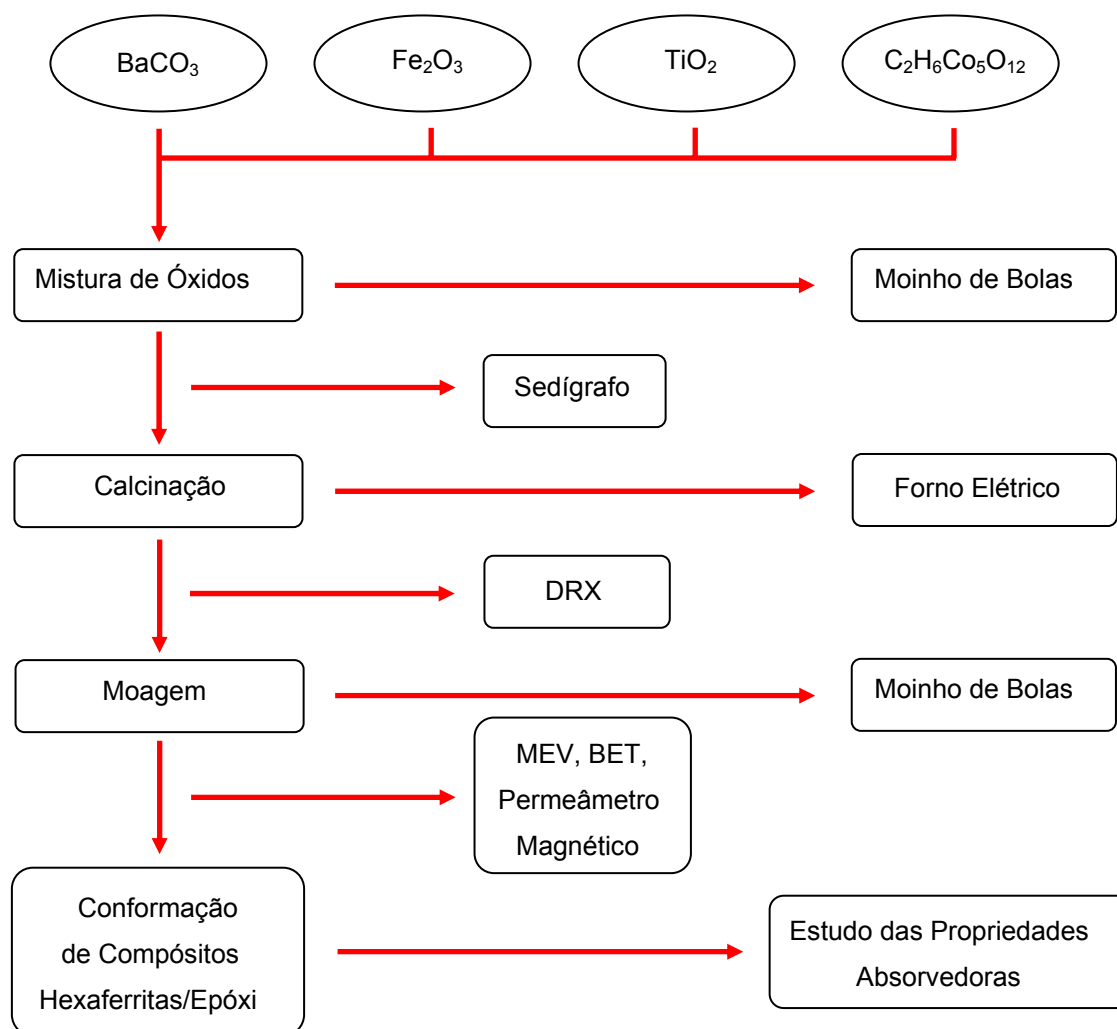 BaCO₃
Fe₂O₃
TiO₂
C₂H₆Co₅O₁₂
Mistura de Óxidos
Moinho de Bolas
Sedígrafo
Calcinação
Forno Elétrico
DRX
Moagem
Moinho de Bolas
MEV, BET,
Permeâmetro
Magnético
Conformação
de Compósitos
Hexaferritas/Epóxi
Estudo das Propriedades
Absorvedoras